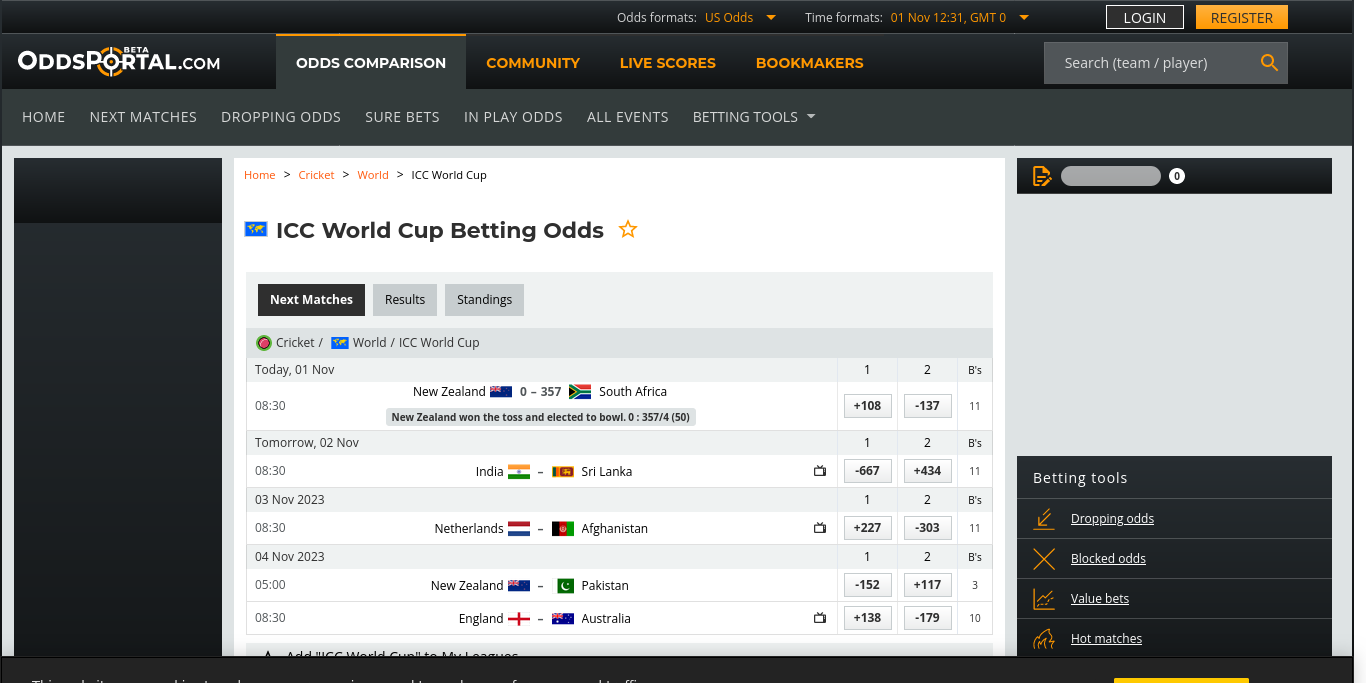 Odds formats: US Odds Time formats: 01 Nov 12:31, GMT 0 LOGIN REGISTER
ODDSPORTAL.COM BETA
ODDS COMPARISON COMMUNITY LIVE SCORES BOOKMAKERS Search (team / player)
HOME NEXT MATCHES DROPPING ODDS SURE BETS IN PLAY ODDS ALL EVENTS BETTING TOOLS
Home > Cricket > World > ICC World Cup
0
ICC World Cup Betting Odds
Next Matches Results Standings
Cricket / World / ICC World Cup
Today, 01 Nov 1 2 B's
New Zealand 0 – 357 South Africa
08:30 +108 -137 11
New Zealand won the toss and elected to bowl. 0 : 357/4 (50)
Tomorrow, 02 Nov 1 2 B's
08:30 India – Sri Lanka -667 +434 11
03 Nov 2023 1 2 B's
08:30 Netherlands – Afghanistan +227 -303 11
04 Nov 2023 1 2 B's
05:00 New Zealand – Pakistan -152 +117 3
08:30 England – Australia +138 -179 10
Add "ICC World Cup" to My Leagues
Betting tools
Dropping odds
Blocked odds
Value bets
Hot matches